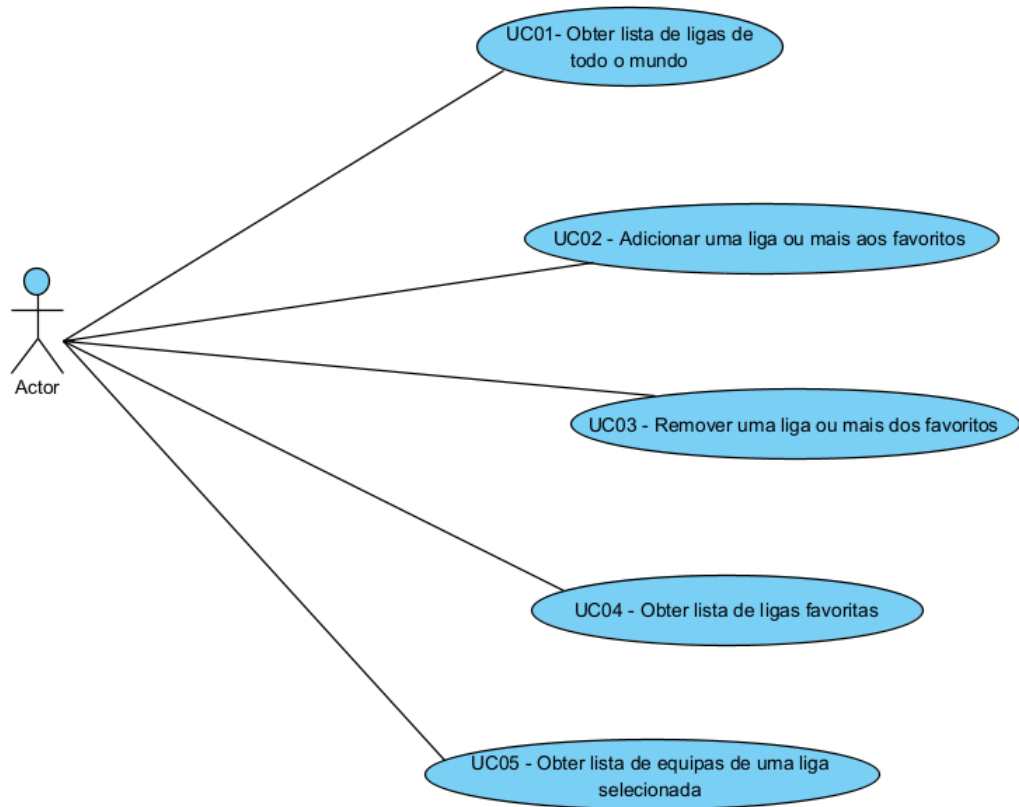 UC01- Obter lista de ligas de
todo o mundo
UC02 - Adicionar uma liga ou mais aos favoritos
Actor
UC03 - Remover uma liga ou mais dos favoritos
UC04 - Obter lista de ligas favoritas
UC05 - Obter lista de equipas de uma liga
selecionada